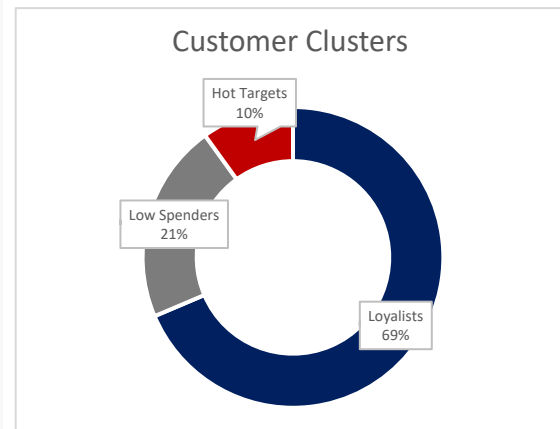 Customer Clusters
Hot Targets
10%
Low Spenders
21%
Loyalists
69%